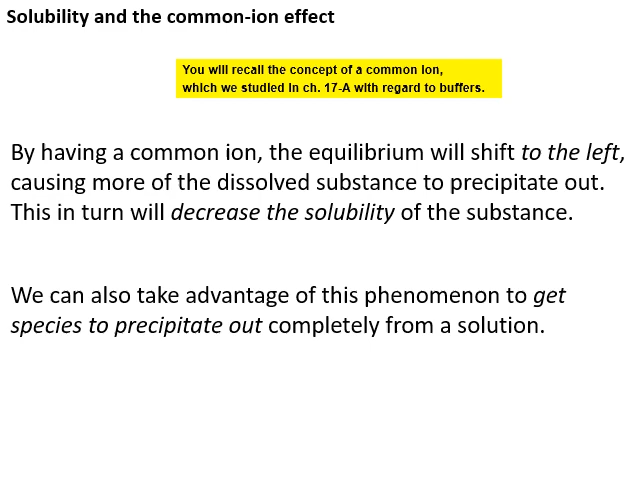 Solubility and the common-ion effect
You will recall the concept of a common ion,
which we studied in ch. 17-A with regard to buffers.
By having a common ion, the equilibrium will shift to the left,
causing more of the dissolved substance to precipitate out.
This in turn will decrease the solubility of the substance.
We can also take advantage of this phenomenon to get
species to precipitate out completely from a solution.